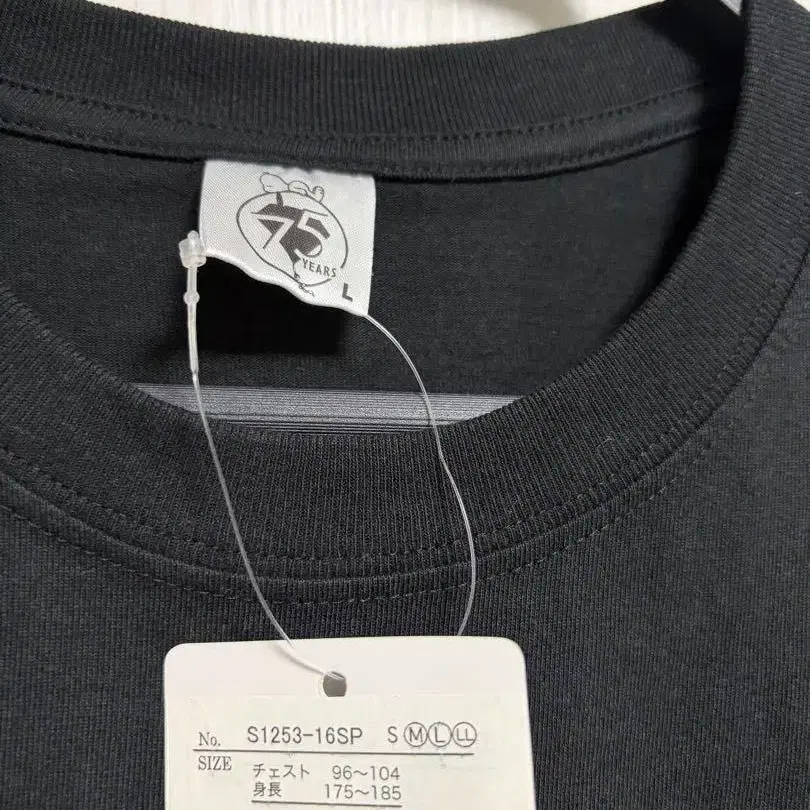 75
YEARS
L
No. S1253-16SP S Ⓜ Ⓛ ⓁⓁ
SIZE
チェスト 96～104
身長 175～185